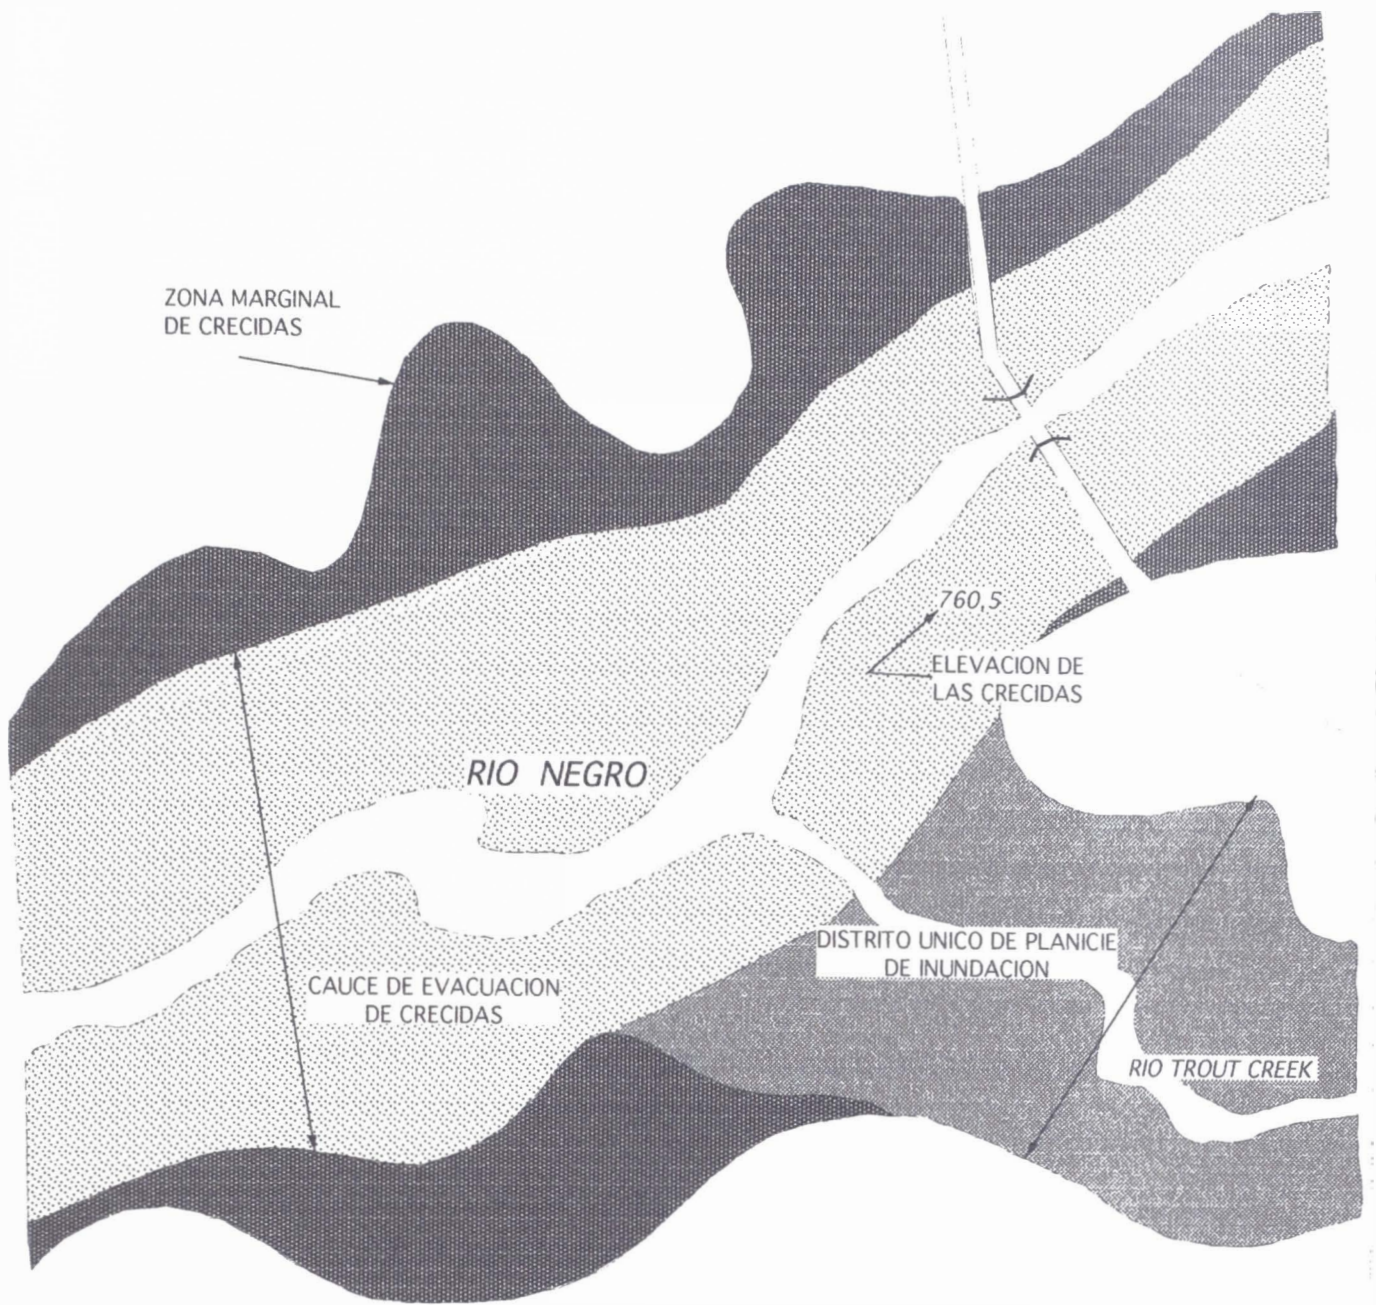 ZONA MARGINAL
DE CRECIDAS
760,5
ELEVACION DE
LAS CRECIDAS
RIO NEGRO
DISTRITO UNICO DE PLANICIE
DE INUNDACION
CAUCE DE EVACUACION
DE CRECIDAS
RIO TROUT CREEK